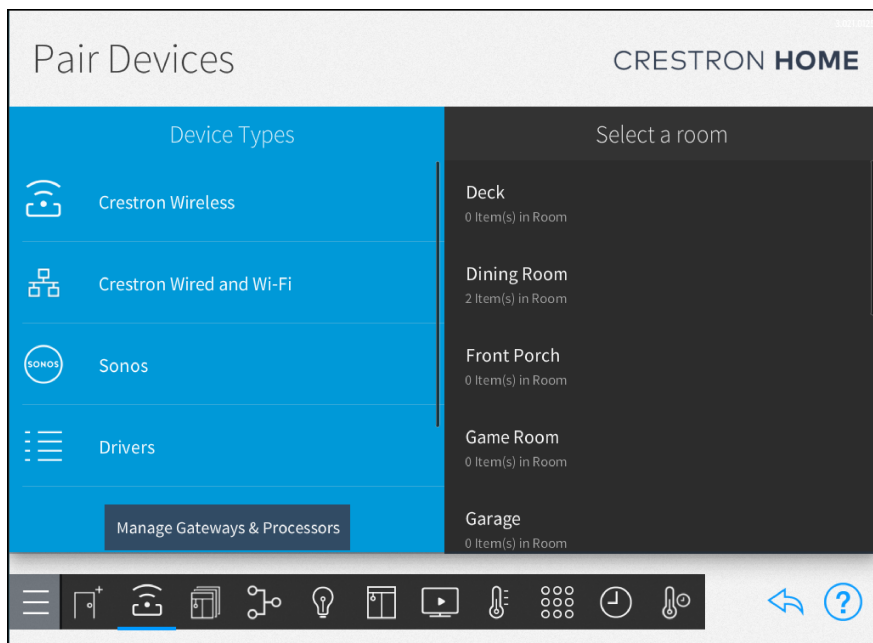 Pair Devices
CRESTRON HOME
Device Types
Crestron Wireless
Crestron Wired and Wi-Fi
SONOS
Sonos
Drivers
Manage Gateways & Processors
Select a room
Deck
0 Item(s) in Room
Dining Room
2 Item(s) in Room
Front Porch
0 Item(s) in Room
Game Room
0 Item(s) in Room
Garage
0 Item(s) in Room
?